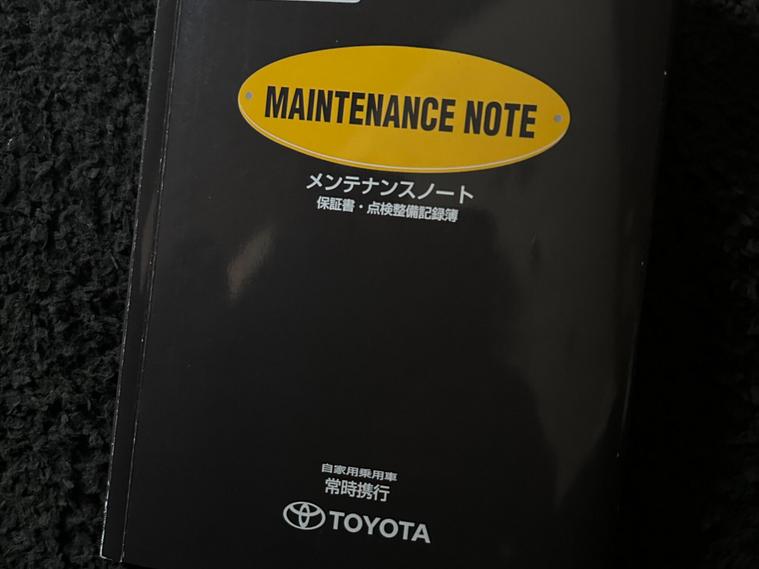 MAINTENANCE NOTE
メンテナンスノート
保証書・点検整備記録簿
自家用乗用車
常時携行
TOYOTA